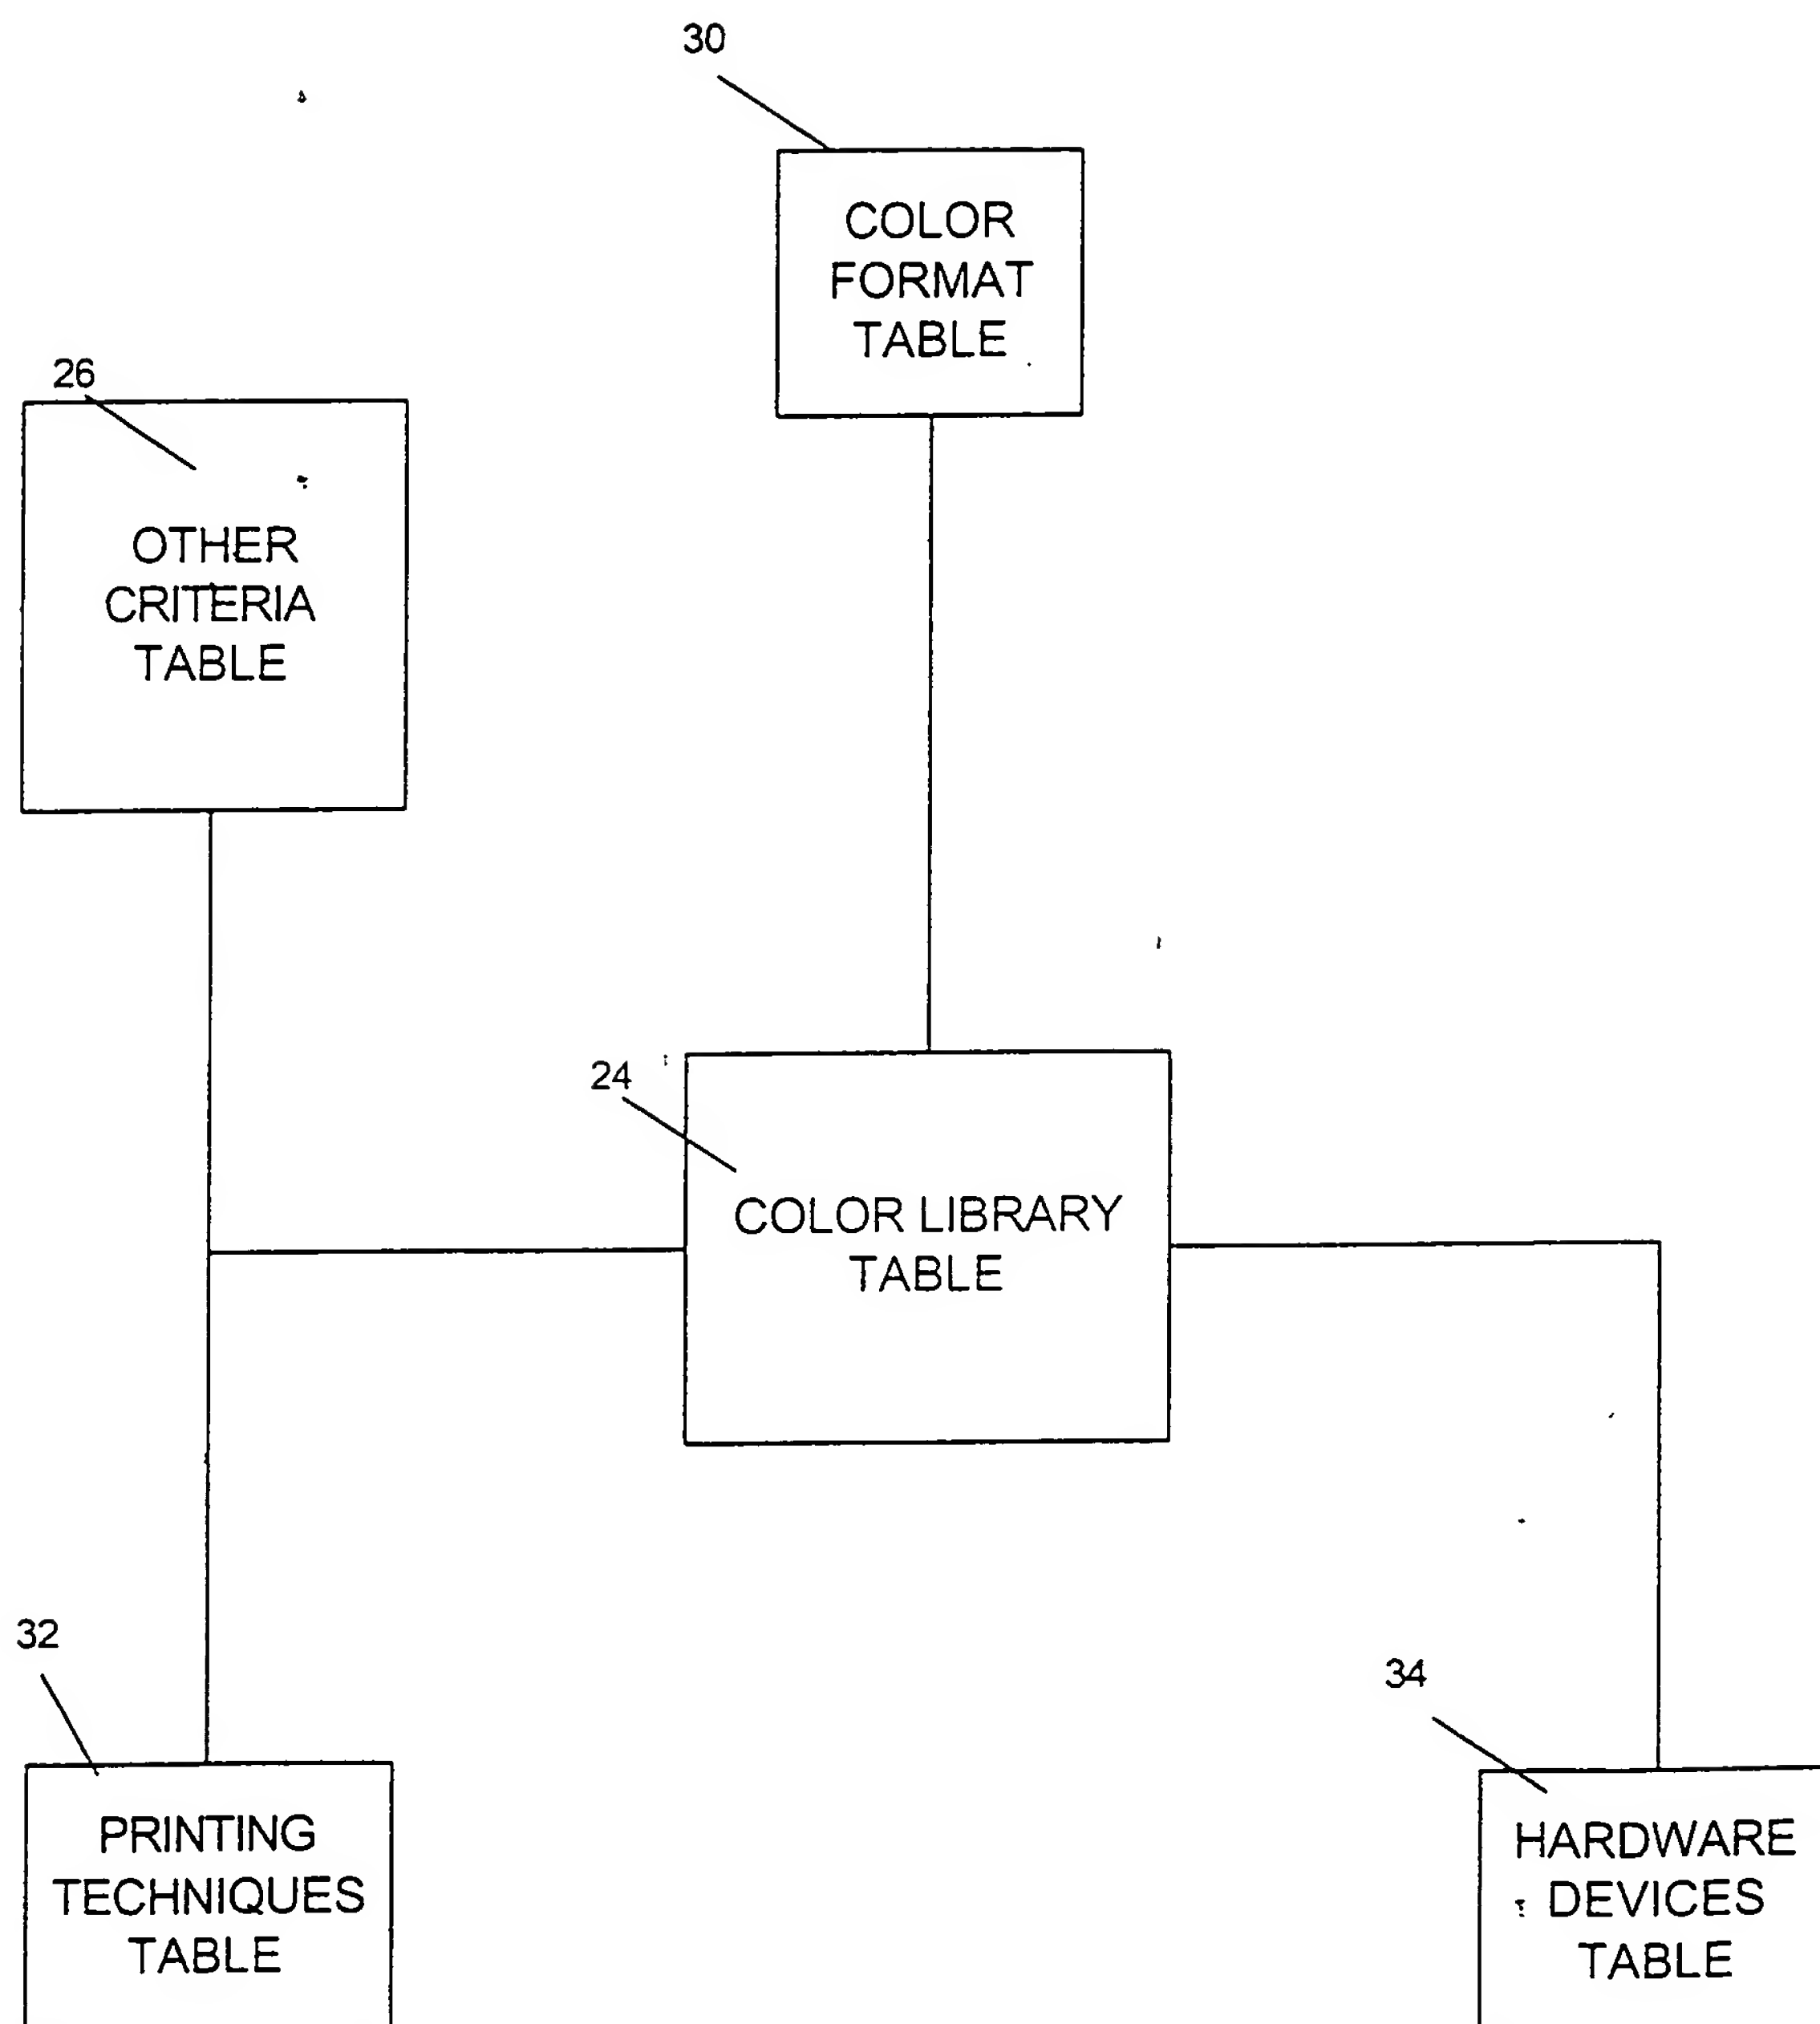 30
COLOR
FORMAT
TABLE
26
OTHER
CRITERIA
TABLE
24
COLOR LIBRARY
TABLE
32
PRINTING
TECHNIQUES
TABLE
34
HARDWARE
DEVICES
TABLE